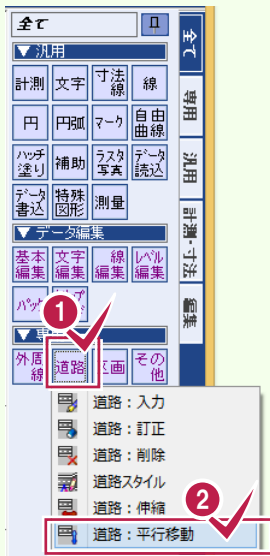 全て
▼ 汎用
計測 文字 寸法線 線
円 円弧 マーク 自由曲線
ハッチ塗り 補助 ラスタ写真 データ読込
データ書込 特殊図形 測量
▼ データ編集
基本編集 文字編集 線編集 レベル編集
▼
外周線 道路 区画 その他
道路：入力
道路：訂正
道路：削除
道路スタイル
道路：伸縮
道路：平行移動
1
2
全て
専用
汎用
計測・寸法
編集